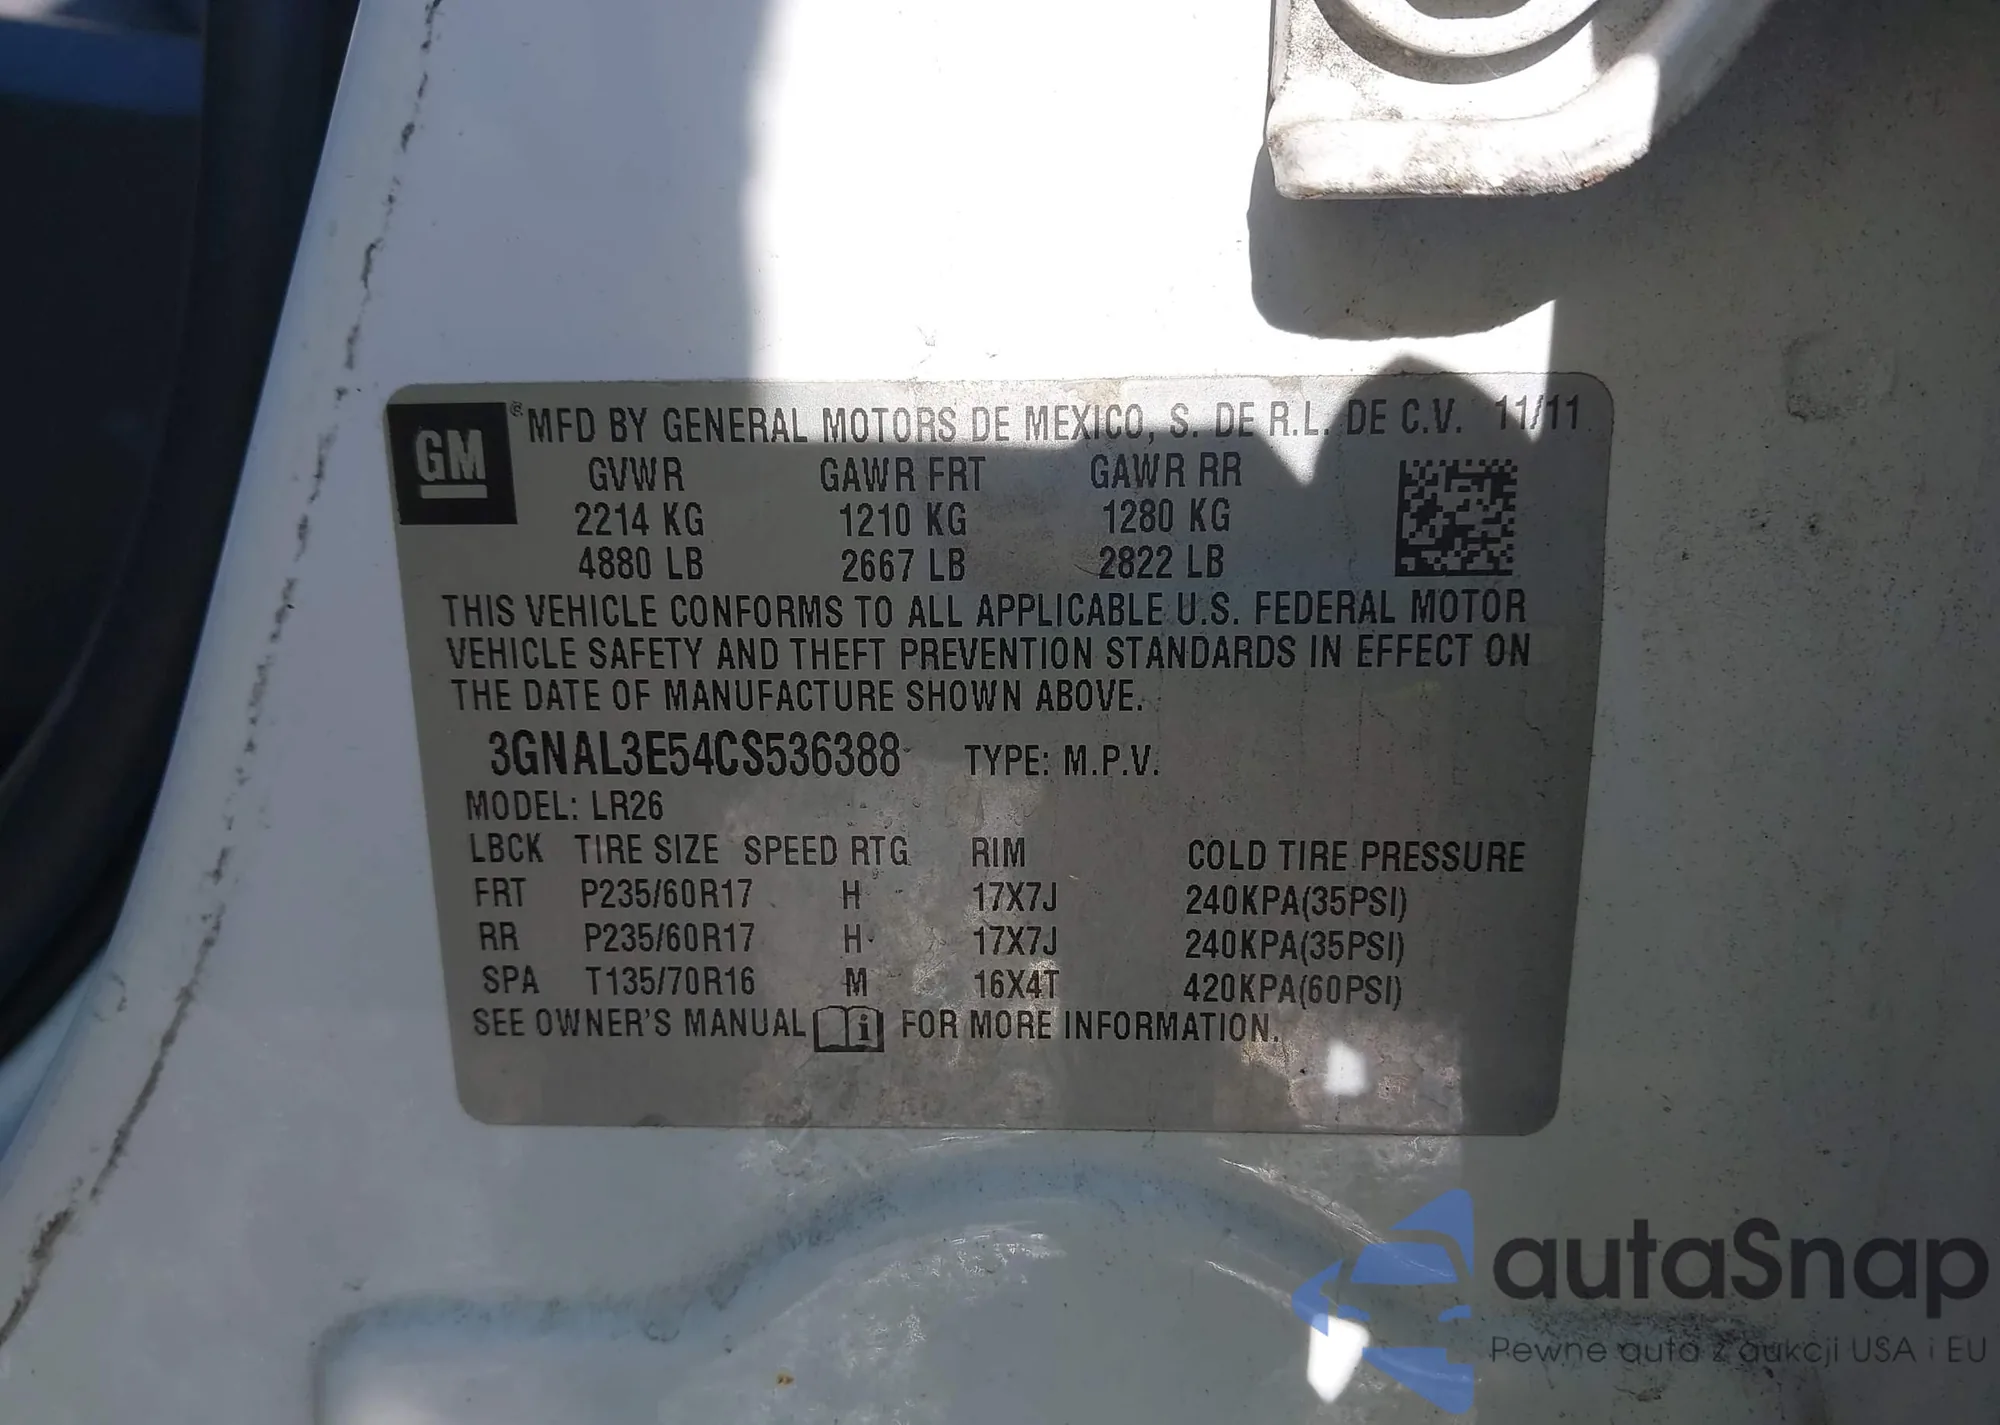 GM ® MFD BY GENERAL MOTORS DE MEXICO, S. DE R.L. DE C.V. 11/11
GVWR GAWR FRT GAWR RR
2214 KG 1210 KG 1280 KG
4880 LB 2667 LB 2822 LB
THIS VEHICLE CONFORMS TO ALL APPLICABLE U.S. FEDERAL MOTOR
VEHICLE SAFETY AND THEFT PREVENTION STANDARDS IN EFFECT ON
THE DATE OF MANUFACTURE SHOWN ABOVE.
3GNAL3E54CS536388 TYPE: M.P.V.
MODEL: LR26
LBCK TIRE SIZE SPEED RTG RIM COLD TIRE PRESSURE
FRT P235/60R17 H 17X7J 240KPA(35PSI)
RR P235/60R17 H 17X7J 240KPA(35PSI)
SPA T135/70R16 M 16X4T 420KPA(60PSI)
SEE OWNER'S MANUAL i FOR MORE INFORMATION.
autaSnap
Pewne auta z aukcji USA i EU